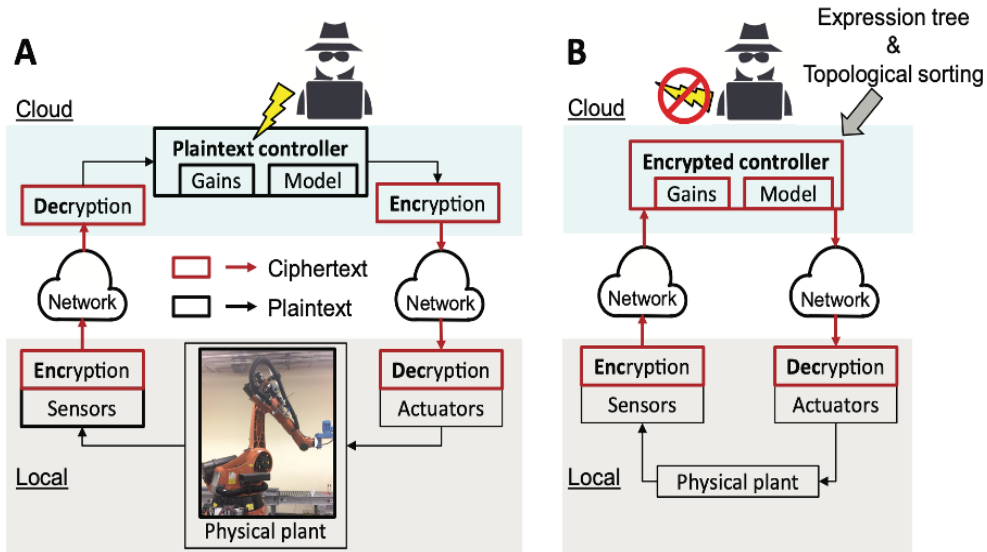 A
Cloud
Plaintext controller
Gains
Model
Decryption
Encryption
Network
Network
Ciphertext
Plaintext
Encryption
Sensors
Decryption
Actuators
Local
Physical plant
B
Expression tree
&
Topological sorting
Cloud
Encrypted controller
Gains
Model
Network
Network
Encryption
Sensors
Decryption
Actuators
Local
Physical plant